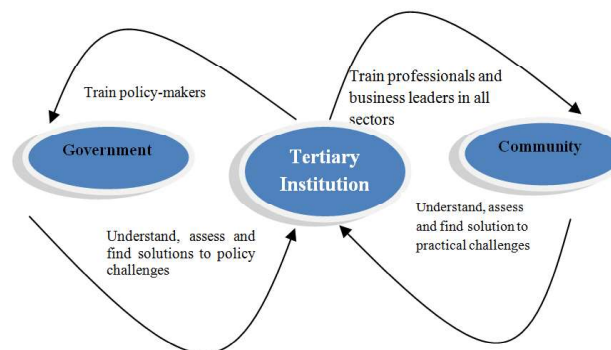 Train policy-makers
Train professionals and
business leaders in all
sectors
Government
Tertiary
Institution
Community
Understand, assess and
find solutions to policy
challenges
Understand, assess
and find solution to
practical challenges